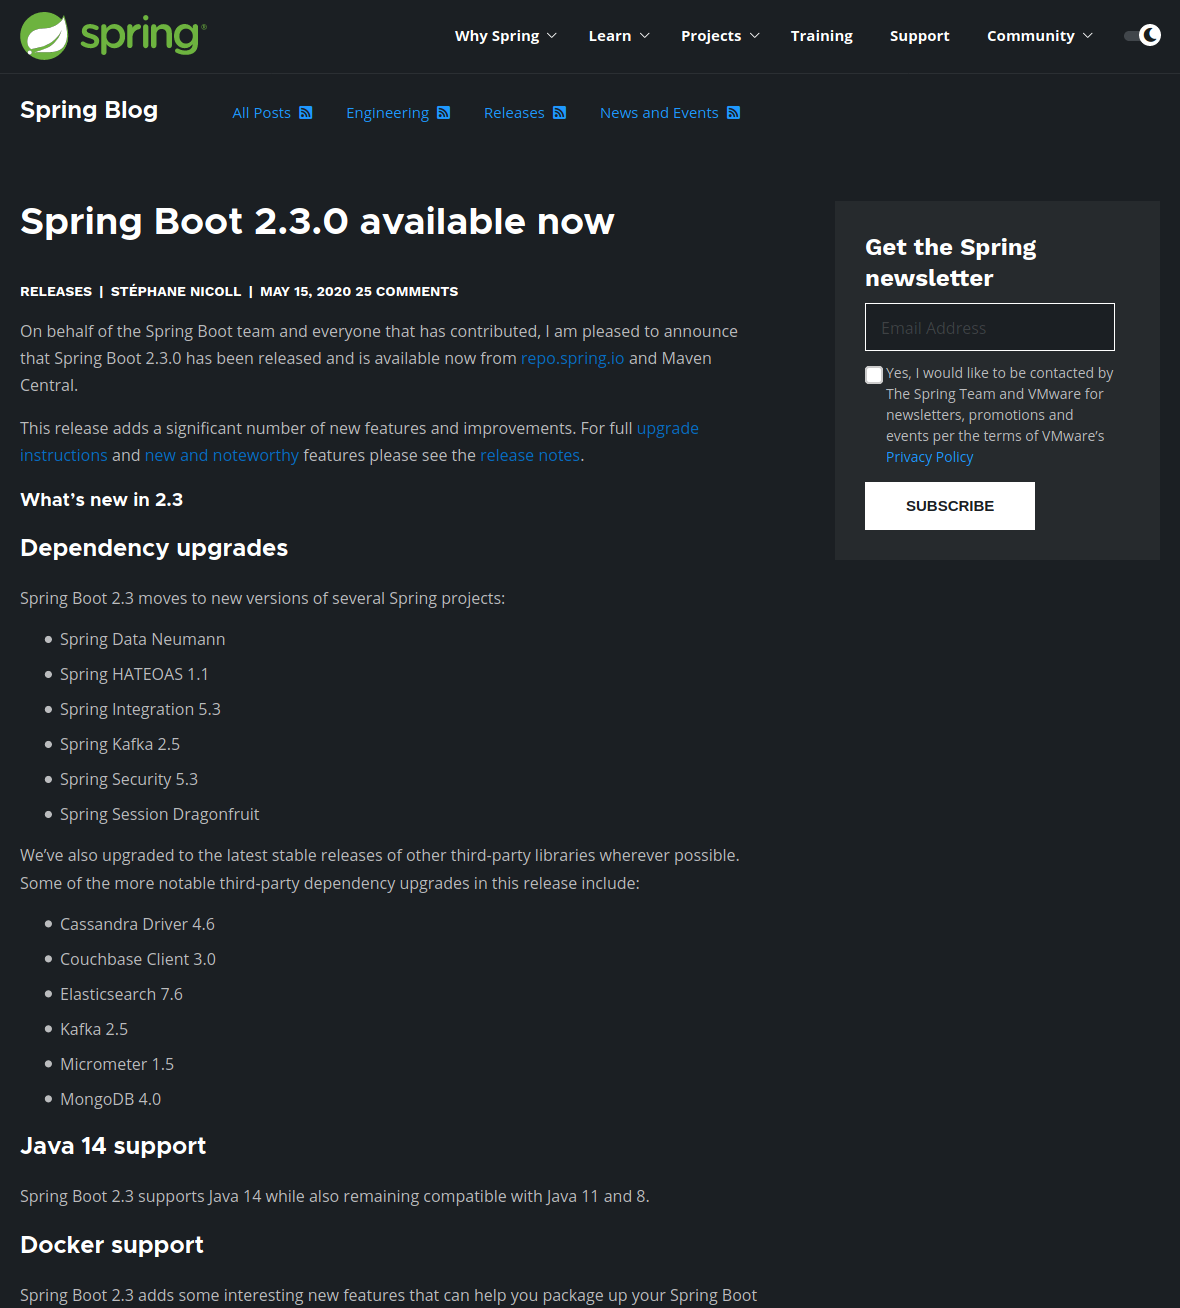 spring
Why Spring
Learn
Projects
Training
Support
Community
Spring Blog
All Posts
Engineering
Releases
News and Events
Spring Boot 2.3.0 available now
RELEASES | STÉPHANE NICOLL | MAY 15, 2020 25 COMMENTS
On behalf of the Spring Boot team and everyone that has contributed, I am pleased to announce
that Spring Boot 2.3.0 has been released and is available now from repo.spring.io and Maven
Central.
This release adds a significant number of new features and improvements. For full upgrade
instructions and new and noteworthy features please see the release notes.
What’s new in 2.3
Dependency upgrades
Spring Boot 2.3 moves to new versions of several Spring projects:
Spring Data Neumann
Spring HATEOAS 1.1
Spring Integration 5.3
Spring Kafka 2.5
Spring Security 5.3
Spring Session Dragonfruit
We’ve also upgraded to the latest stable releases of other third-party libraries wherever possible.
Some of the more notable third-party dependency upgrades in this release include:
Cassandra Driver 4.6
Couchbase Client 3.0
Elasticsearch 7.6
Kafka 2.5
Micrometer 1.5
MongoDB 4.0
Java 14 support
Spring Boot 2.3 supports Java 14 while also remaining compatible with Java 11 and 8.
Docker support
Spring Boot 2.3 adds some interesting new features that can help you package up your Spring Boot
Get the Spring
newsletter
Email Address
Yes, I would like to be contacted by
The Spring Team and VMware for
newsletters, promotions and
events per the terms of VMware’s
Privacy Policy
SUBSCRIBE